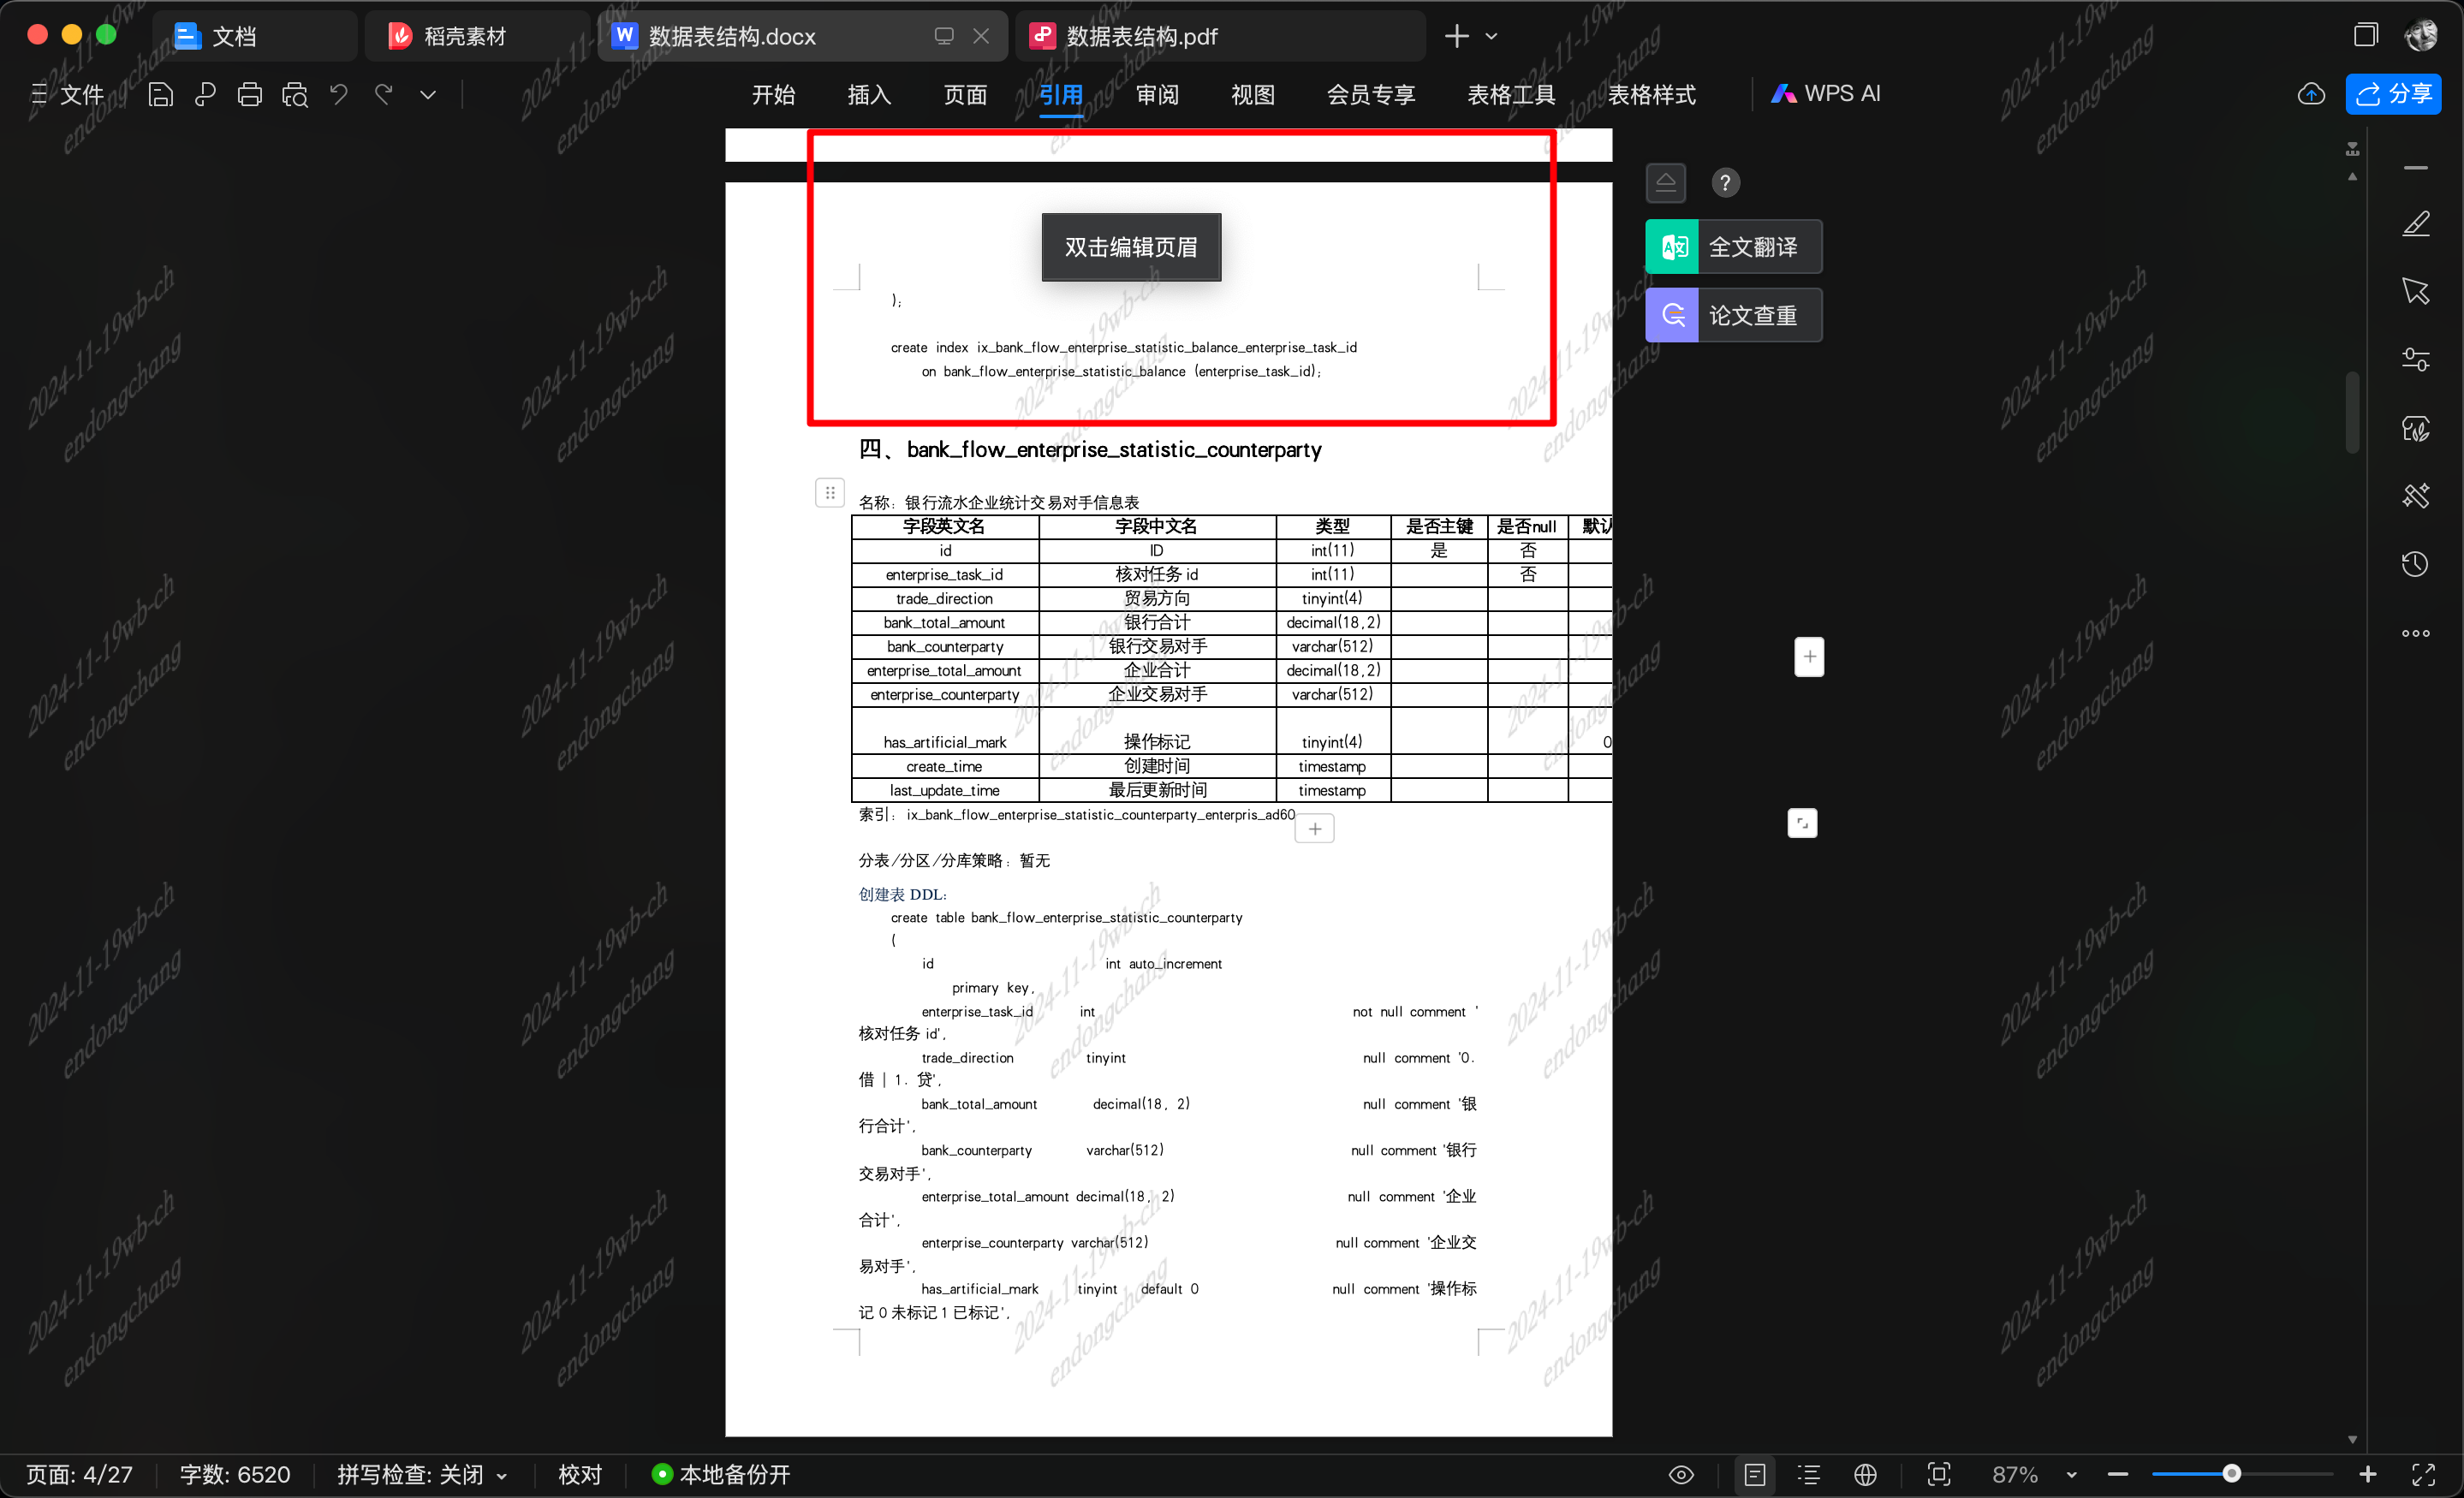 文档
稻壳素材
数据表结构.docx
数据表结构.pdf
文件
开始
插入
页面
引用
审阅
视图
会员专享
表格工具
表格样式
WPS AI
分享
双击编辑页眉
全文翻译
论文查重
);
create index ix_bank_flow_enterprise_statistic_balance_enterprise_task_id
on bank_flow_enterprise_statistic_balance (enterprise_task_id);
四、bank_flow_enterprise_statistic_counterparty
名称：银行流水企业统计交易对手信息表
字段英文名 字段中文名 类型 是否主键 是否null 默认
id ID int(11) 是 否
enterprise_task_id 核对任务 id int(11) 否
trade_direction 贸易方向 tinyint(4)
bank_total_amount 银行合计 decimal(18,2)
bank_counterparty 银行交易对手 varchar(512)
enterprise_total_amount 企业合计 decimal(18,2)
enterprise_counterparty 企业交易对手 varchar(512)
has_artificial_mark 操作标记 tinyint(4) 0
create_time 创建时间 timestamp
last_update_time 最后更新时间 timestamp
索引：ix_bank_flow_enterprise_statistic_counterparty_enterpris_ad60
分表/分区/分库策略：暂无
创建表 DDL:
create table bank_flow_enterprise_statistic_counterparty
(
id int auto_increment
primary key,
enterprise_task_id int not null comment '
核对任务 id',
trade_direction tinyint null comment '0.
借 | 1. 贷',
bank_total_amount decimal(18, 2) null comment '银
行合计',
bank_counterparty varchar(512) null comment '银行
交易对手',
enterprise_total_amount decimal(18, 2) null comment '企业
合计',
enterprise_counterparty varchar(512) null comment '企业交
易对手',
has_artificial_mark tinyint default 0 null comment '操作标
记 0 未标记 1 已标记',
页面: 4/27
字数: 6520
拼写检查: 关闭
校对
本地备份开
87%
2024-11-19wb-ch
endongchang